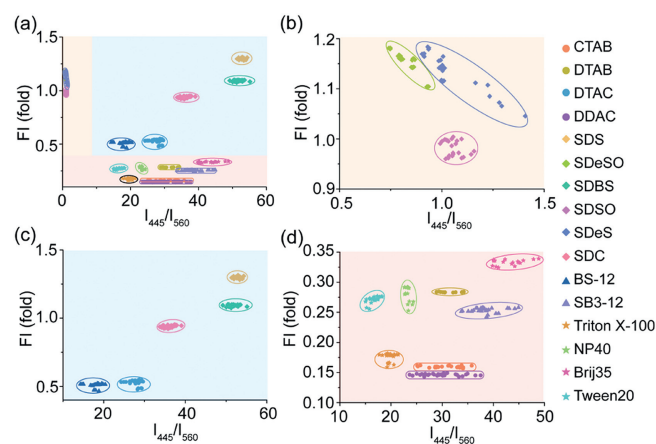 (a)
1.5
1.0
0.5
FI (fold)
0 20 40 60
I445/I560
(b)
1.2
1.1
1.0
0.9
FI (fold)
0.5 1.0 1.5
I445/I560
(c)
1.5
1.0
0.5
FI (fold)
0 20 40 60
I445/I560
(d)
0.35
0.30
0.25
0.20
0.15
0.10
FI (fold)
10 20 30 40 50
I445/I560
CTAB
DTAB
DTAC
DDAC
SDS
SDeSO
SDBS
SDSO
SDeS
SDC
BS-12
SB3-12
Triton X-100
NP40
Brij35
Tween20